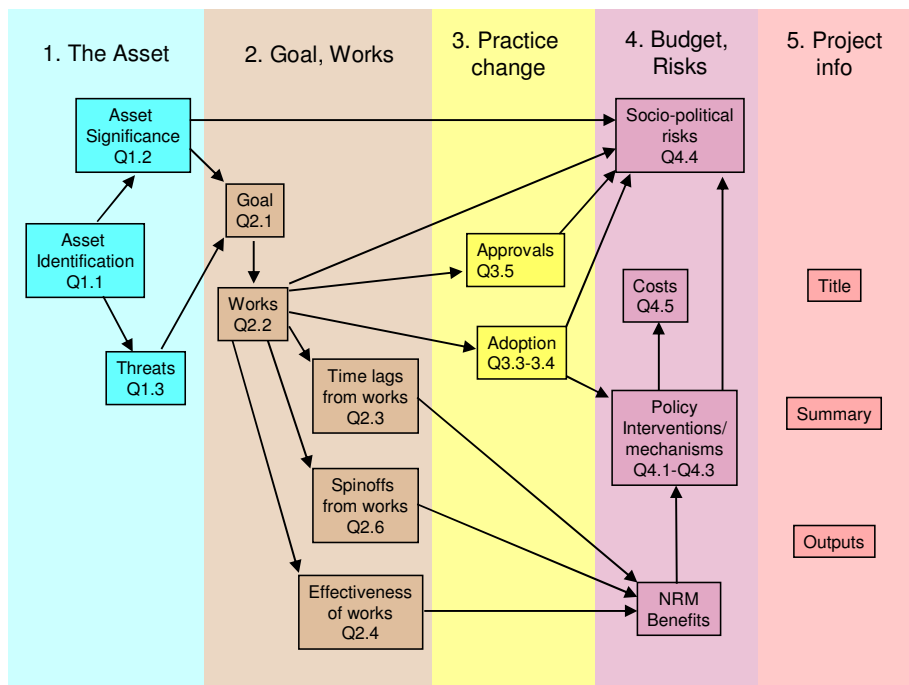 1. The Asset
2. Goal, Works
3. Practice
change
4. Budget,
Risks
5. Project
info
Asset
Significance
Q1.2
Asset
Identification
Q1.1
Threats
Q1.3
Goal
Q2.1
Works
Q2.2
Time lags
from works
Q2.3
Spinoffs
from works
Q2.6
Effectiveness
of works
Q2.4
Approvals
Q3.5
Adoption
Q3.3-3.4
Socio-political
risks
Q4.4
Costs
Q4.5
Policy
Interventions/
mechanisms
Q4.1-Q4.3
NRM
Benefits
Title
Summary
Outputs